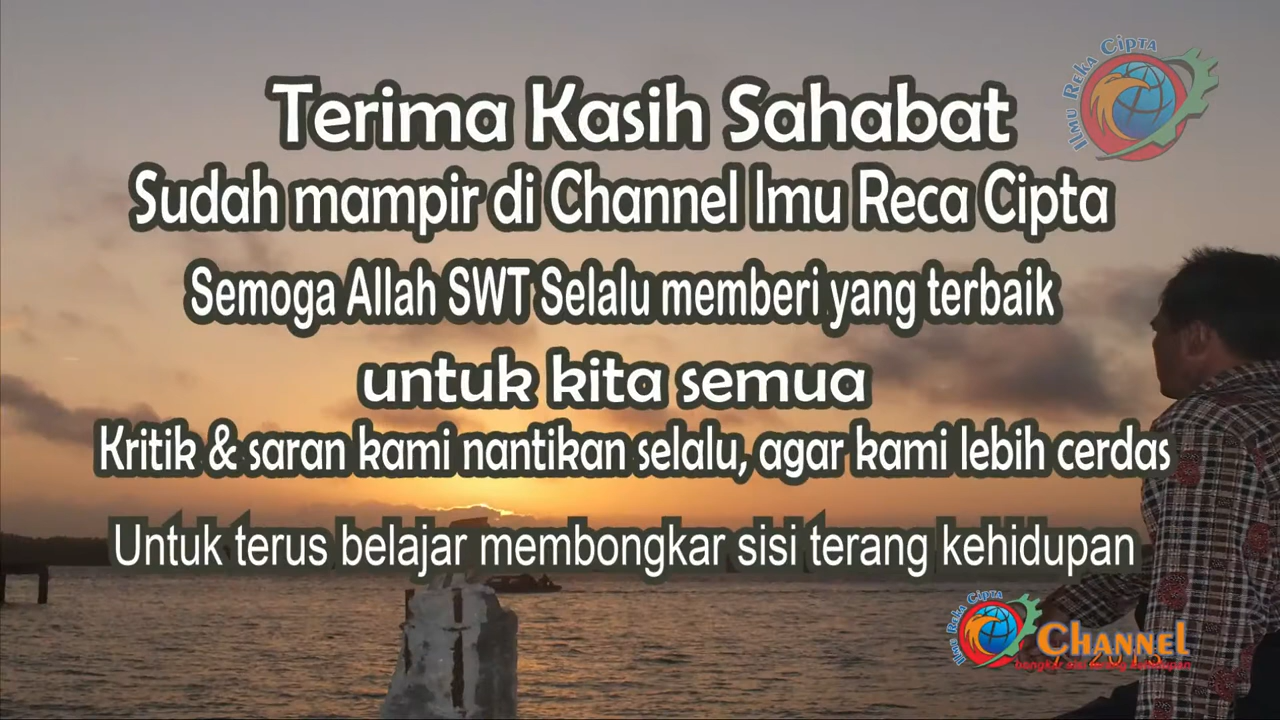 Ilmu Reka Cipta
Terima Kasih Sahabat
Sudah mampir di Channel Imu Reca Cipta
Semoga Allah SWT Selalu memberi yang terbaik
untuk kita semua
Kritik & saran kami nantikan selalu, agar kami lebih cerdas
Untuk terus belajar membongkar sisi terang kehidupan
Ilmu Reka Cipta
Channel